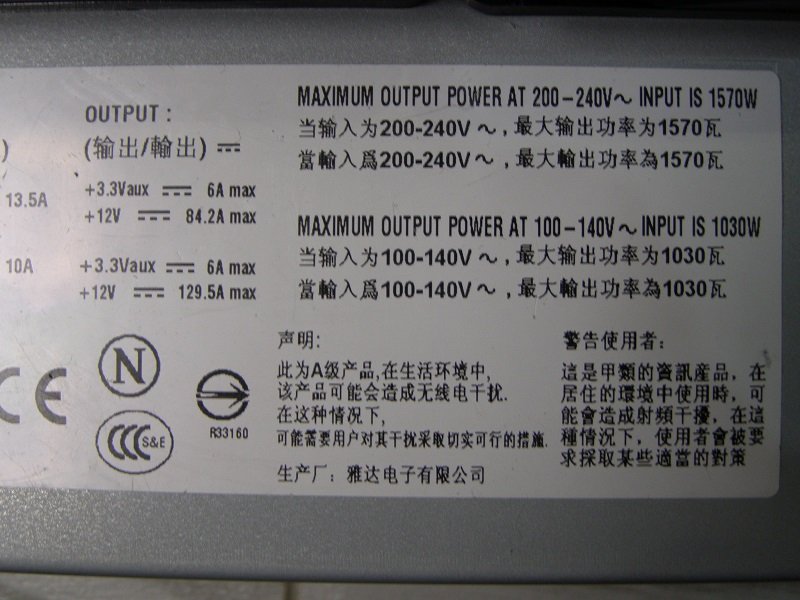 OUTPUT :
(输出/輸出) ⎓
)
13.5A
+3.3Vaux ⎓ 6A max
+12V ⎓ 84.2A max
10A
+3.3Vaux ⎓ 6A max
+12V ⎓ 129.5A max
CE
N
CCC S&E
R33160
MAXIMUM OUTPUT POWER AT 200–240V～ INPUT IS 1570W
当输入为200-240V～,最大输出功率为1570瓦
當輸入爲200-240V～,最大輸出功率為1570瓦
MAXIMUM OUTPUT POWER AT 100–140V～ INPUT IS 1030W
当输入为100-140V～,最大输出功率为1030瓦
當輸入爲100-140V～,最大輸出功率為1030瓦
声明:
此为A级产品,在生活环境中,
该产品可能会造成无线电干扰.
在这种情况下,
可能需要用户对其干扰采取切实可行的措施.
生产厂: 雅达电子有限公司
警告使用者:
這是甲類的資訊産品, 在
居住的環境中使用時, 可
能會造成射頻干擾, 在這
種情況下, 使用者會被要
求採取某些適當的對策